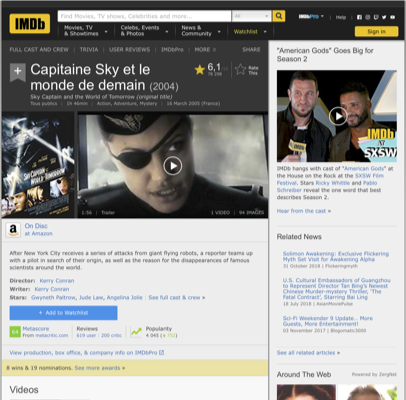 IMDb
Find Movies, TV shows, Celebrities and more...
All
IMDbPro
Help
Movies, TV
& Showtimes
Celebs, Events
& Photos
News &
Community
Watchlist
Sign in
FULL CAST AND CREW | TRIVIA | USER REVIEWS | IMDbPro | MORE
SHARE
Capitaine Sky et le
monde de demain (2004)
6,1
Rate
This
Sky Captain and the World of Tomorrow (original title)
Tous publics | 1h 46min | Action, Adventure, Mystery | 16 March 2005 (France)
1:36 | Trailer
1 VIDEO | 94 IMAGES
On Disc
at Amazon
After New York City receives a series of attacks from giant flying robots, a reporter teams up
with a pilot in search of their origin, as well as the reason for the disappearances of famous
scientists around the world.
Director: Kerry Conran
Writer: Kerry Conran
Stars: Gwyneth Paltrow, Jude Law, Angelina Jolie | See full cast & crew »
+ Add to Watchlist
Metascore
From metacritic.com
Reviews
619 user | 200 critic
Popularity
View production, box office, & company info on IMDbPro
8 wins & 19 nominations. See more awards »
Videos
"American Gods" Goes Big for
Season 2
IMDb
at
SXSW
IMDb hangs with cast of "American Gods" at
the House on the Rock at the SXSW Film
Festival. Stars Ricky Whittle and Pablo
Schreiber reveal the one word that best
describes Season 2.
Hear from the cast »
Related News
Solimon Awakening: Exclusive Flickering
Myth Set Visit for Awakening Alpha
31 October 2018 | Flickeringmyth
U.S. Cultural Embassadors of Guangzhou
to Represent Director Tan Bing's Newest
Chinese Murder-mystery Thriller, 'The
Fatal Contract', Starring Bai Ling
18 July 2018 | AsianMoviePulse
Sci-Fi Weekender 9 Update... More
Guests, More Entertainment!
03 November 2017 | Blogomatic3000
See all related articles »
Around The Web
Powered by ZergNet